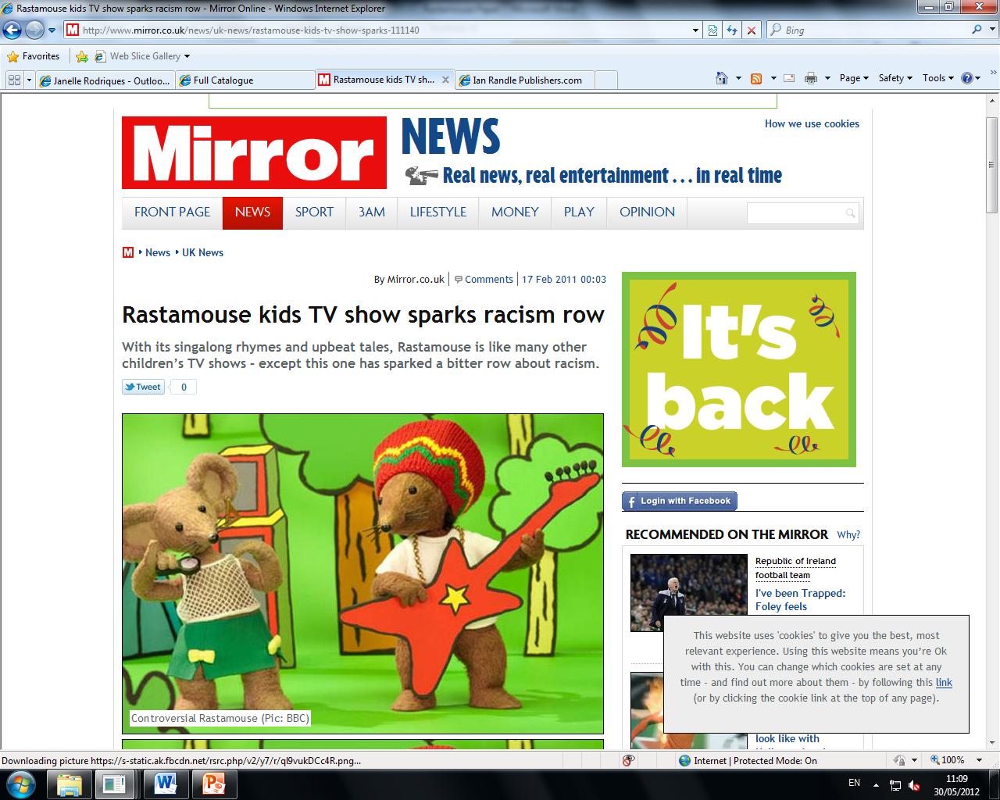 Rastamouse kids TV show sparks racism row - Mirror Online - Windows Internet Explorer
http://www.mirror.co.uk/news/uk-news/rastamouse-kids-tv-show-sparks-111140
Bing
Favorites
Web Slice Gallery
Janelle Rodriques - Outloo...
Full Catalogue
Rastamouse kids TV sh...
Ian Randle Publishers.com
Page
Safety
Tools
Mirror
NEWS
How we use cookies
Real news, real entertainment . . . in real time
FRONT PAGE
NEWS
SPORT
3AM
LIFESTYLE
MONEY
PLAY
OPINION
M
News
UK News
By Mirror.co.uk
Comments
17 Feb 2011 00:03
Rastamouse kids TV show sparks racism row
With its singalong rhymes and upbeat tales, Rastamouse is like many other
children's TV shows - except this one has sparked a bitter row about racism.
Tweet
0
Controversial Rastamouse (Pic: BBC)
It's
back
Login with Facebook
RECOMMENDED ON THE MIRROR
Why?
Republic of Ireland
football team
I've been Trapped:
Foley feels
This website uses 'cookies' to give you the best, most
relevant experience. Using this website means you're Ok
with this. You can change which cookies are set at any
time - and find out more about them - by following this link
(or by clicking the cookie link at the top of any page).
look like with
Downloading picture https://s-static.ak.fbcdn.net/rsrc.php/v2/y7/r/ql9vukDCc4R.png...
Internet | Protected Mode: On
100%
EN
11:09
30/05/2012